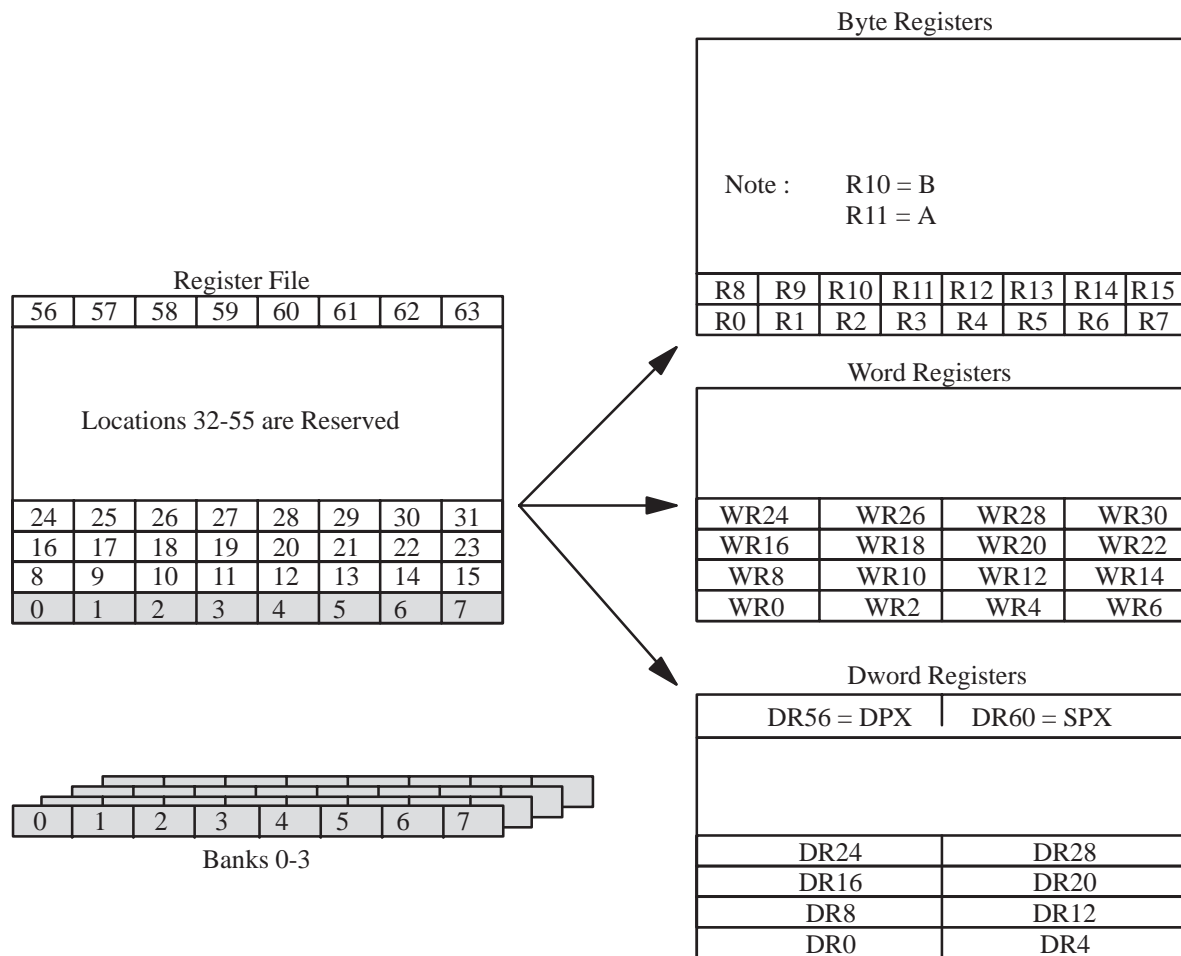 Register File
56 57 58 59 60 61 62 63
Locations 32-55 are Reserved
24 25 26 27 28 29 30 31
16 17 18 19 20 21 22 23
8 9 10 11 12 13 14 15
0 1 2 3 4 5 6 7
0 1 2 3 4 5 6 7
Banks 0-3
Byte Registers
Note : R10 = B
R11 = A
R8 R9 R10 R11 R12 R13 R14 R15
R0 R1 R2 R3 R4 R5 R6 R7
Word Registers
WR24 WR26 WR28 WR30
WR16 WR18 WR20 WR22
WR8 WR10 WR12 WR14
WR0 WR2 WR4 WR6
Dword Registers
DR56 = DPX DR60 = SPX
DR24 DR28
DR16 DR20
DR8 DR12
DR0 DR4